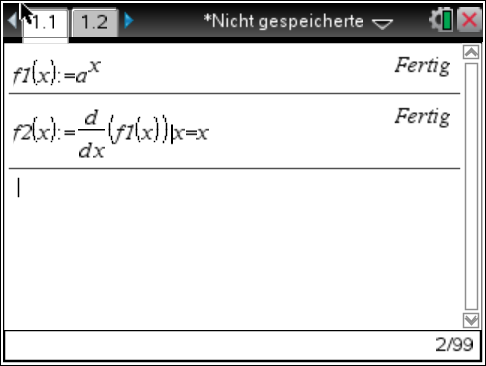 1.1 1.2 *Nicht gespeicherte
f1(x):=a^x Fertig
f2(x):=d/dx(f1(x))|x=x Fertig
2/99